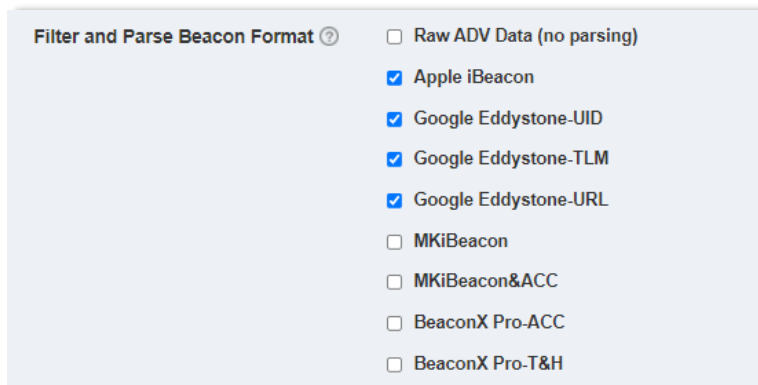 Filter and Parse Beacon Format ?
Raw ADV Data (no parsing)
Apple iBeacon
Google Eddystone-UID
Google Eddystone-TLM
Google Eddystone-URL
MKiBeacon
MKiBeacon&ACC
BeaconX Pro-ACC
BeaconX Pro-T&H